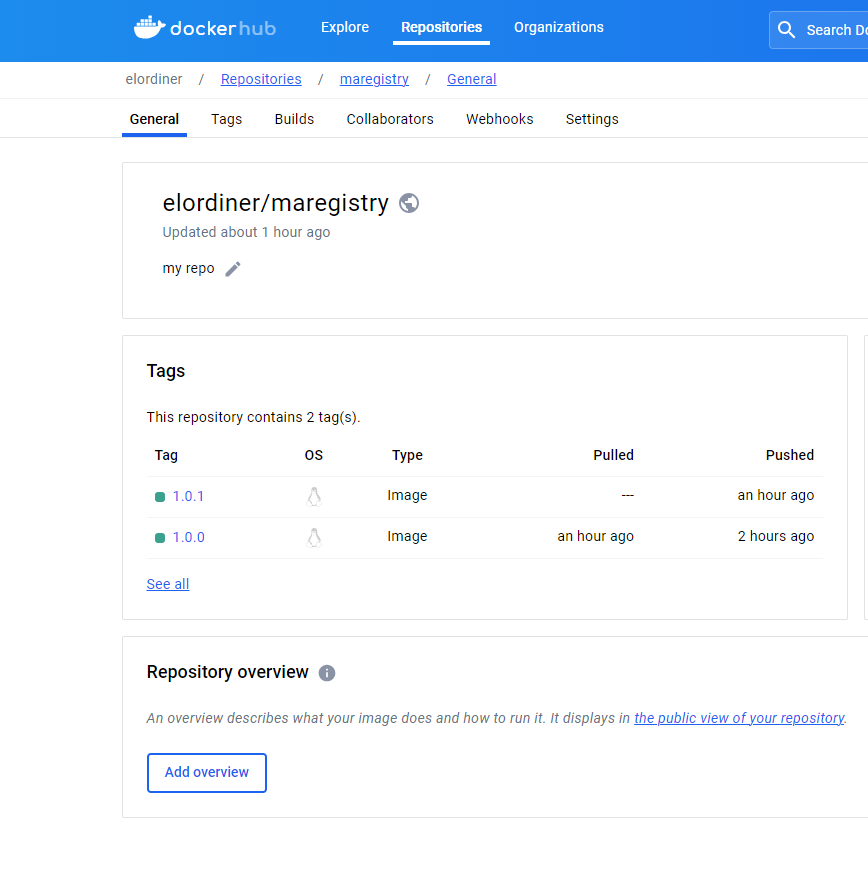 dockerhub Explore Repositories Organizations Search Do
elordiner / Repositories / maregistry / General
General Tags Builds Collaborators Webhooks Settings
elordiner/maregistry
Updated about 1 hour ago
my repo
Tags
This repository contains 2 tag(s).
Tag OS Type Pulled Pushed
1.0.1 Image --- an hour ago
1.0.0 Image an hour ago 2 hours ago
See all
Repository overview
An overview describes what your image does and how to run it. It displays in the public view of your repository.
Add overview